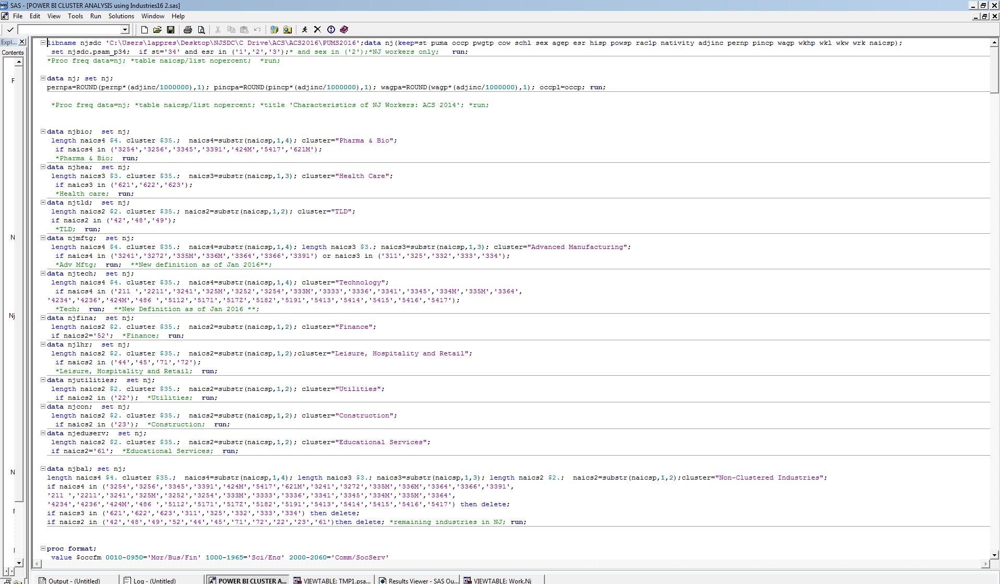 SAS - [POWER BI CLUSTER ANALYSIS using Industries16 2.sas]
File Edit View Tools Run Solutions Window Help
Expl...
Contents
libname njsdc 'C:\Users\lappres\Desktop\NJSDC\C Drive\ACS\ACS2016\PUMS2016';data nj(keep=st puma occp pwgtp cow schl sex agep esr hisp powsp rac1p nativity adjinc pernp pincp wagp wkhp wkl wkw wrk naicsp);
set njsdc.psam_p34; if st='34' and esr in ('1','2','3');* and sex in ('2');*NJ workers only; run;
*Proc freq data=nj; *table naicsp/list nopercent; *run;
data nj; set nj;
pernpa=ROUND(pernp*(adjinc/1000000),1); pincpa=ROUND(pincp*(adjinc/1000000),1); wagpa=ROUND(wagp*(adjinc/1000000),1); occpl=occp; run;
*Proc freq data=nj; *table naicsp/list nopercent; *title 'Characteristics of NJ Workers: ACS 2014'; *run;
data njbio; set nj;
length naics4 $4. cluster $35.; naics4=substr(naicsp,1,4); cluster="Pharma & Bio";
if naics4 in ('3254','3256','3345','3391','424M','5417','621M');
*Pharma & Bio; run;
data njhea; set nj;
length naics3 $3. cluster $35.; naics3=substr(naicsp,1,3); cluster="Health Care";
if naics3 in ('621','622','623');
*Health care; run;
data njtld; set nj;
length naics2 $2. cluster $35.; naics2=substr(naicsp,1,2); cluster="TLD";
if naics2 in ('42','48','49');
*TLD; run;
data njmftg; set nj;
length naics4 $4. cluster $35.; naics4=substr(naicsp,1,4); length naics3 $3.; naics3=substr(naicsp,1,3); cluster="Advanced Manufacturing";
if naics4 in ('3241','3272','335M','336M','3364','3366','3391') or naics3 in ('311','325','332','333','334');
*Adv Mftg; run; **New definition as of Jan 2016**;
data njtech; set nj;
length naics4 $4. cluster $35.; naics4=substr(naicsp,1,4); cluster="Technology";
if naics4 in ('211 ','2211','3241','325M','3252','3254','333M','3333','3336','3341','3345','334M','335M','3364',
'4234','4236','424M','486 ','5112','5171','517Z','5182','5191','5413','5414','5415','5416','5417');
*Tech; run; **New Definition as of Jan 2016 **;
data njfina; set nj;
length naics2 $2. cluster $35.; naics2=substr(naicsp,1,2); cluster="Finance";
if naics2='52'; *Finance; run;
data njlhr; set nj;
length naics2 $2. cluster $35.; naics2=substr(naicsp,1,2);cluster="Leisure, Hospitality and Retail";
if naics2 in ('44','45','71','72');
*Leisure, Hospitality and Retail; run;
data njutilities; set nj;
length naics2 $2. cluster $35.; naics2=substr(naicsp,1,2); cluster="Utilities";
if naics2 in ('22'); *Utilities; run;
data njcon; set nj;
length naics2 $2. cluster $35.; naics2=substr(naicsp,1,2); cluster="Construction";
if naics2 in ('23'); *Construction; run;
data njeduserv; set nj;
length naics2 $2. cluster $35.; naics2=substr(naicsp,1,2); cluster="Educational Services";
if naics2='61'; *Educational Services; run;
data njbal; set nj;
length naics4 $4. cluster $35.; naics4=substr(naicsp,1,4); length naics3 $3.; naics3=substr(naicsp,1,3); length naics2 $2.; naics2=substr(naicsp,1,2);cluster="Non-Clustered Industries";
if naics4 in ('3254','3256','3345','3391','424M','5417','621M','3241','3272','335M','336M','3364','3366','3391',
'211 ','2211','3241','325M','3252','3254','333M','3333','3336','3341','3345','334M','335M','3364',
'4234','4236','424M','486 ','5112','5171','517Z','5182','5191','5413','5414','5415','5416','5417') then delete;
if naics3 in ('621','622','623','311','325','332','333','334') then delete;
if naics2 in ('42','48','49','52','44','45','71','72','22','23','61')then delete; *remaining industries in NJ; run;
proc format;
value $occfm 0010-0950='Mgr/Bus/Fin' 1000-1965='Sci/Eng' 2000-2060='Comm/SocServ'
Output - (Untitled) Log - (Untitled) POWER BI CLUSTER A... VIEWTABLE: TMP1.psa... Results Viewer - SAS Ou... VIEWTABLE: Work.Nj